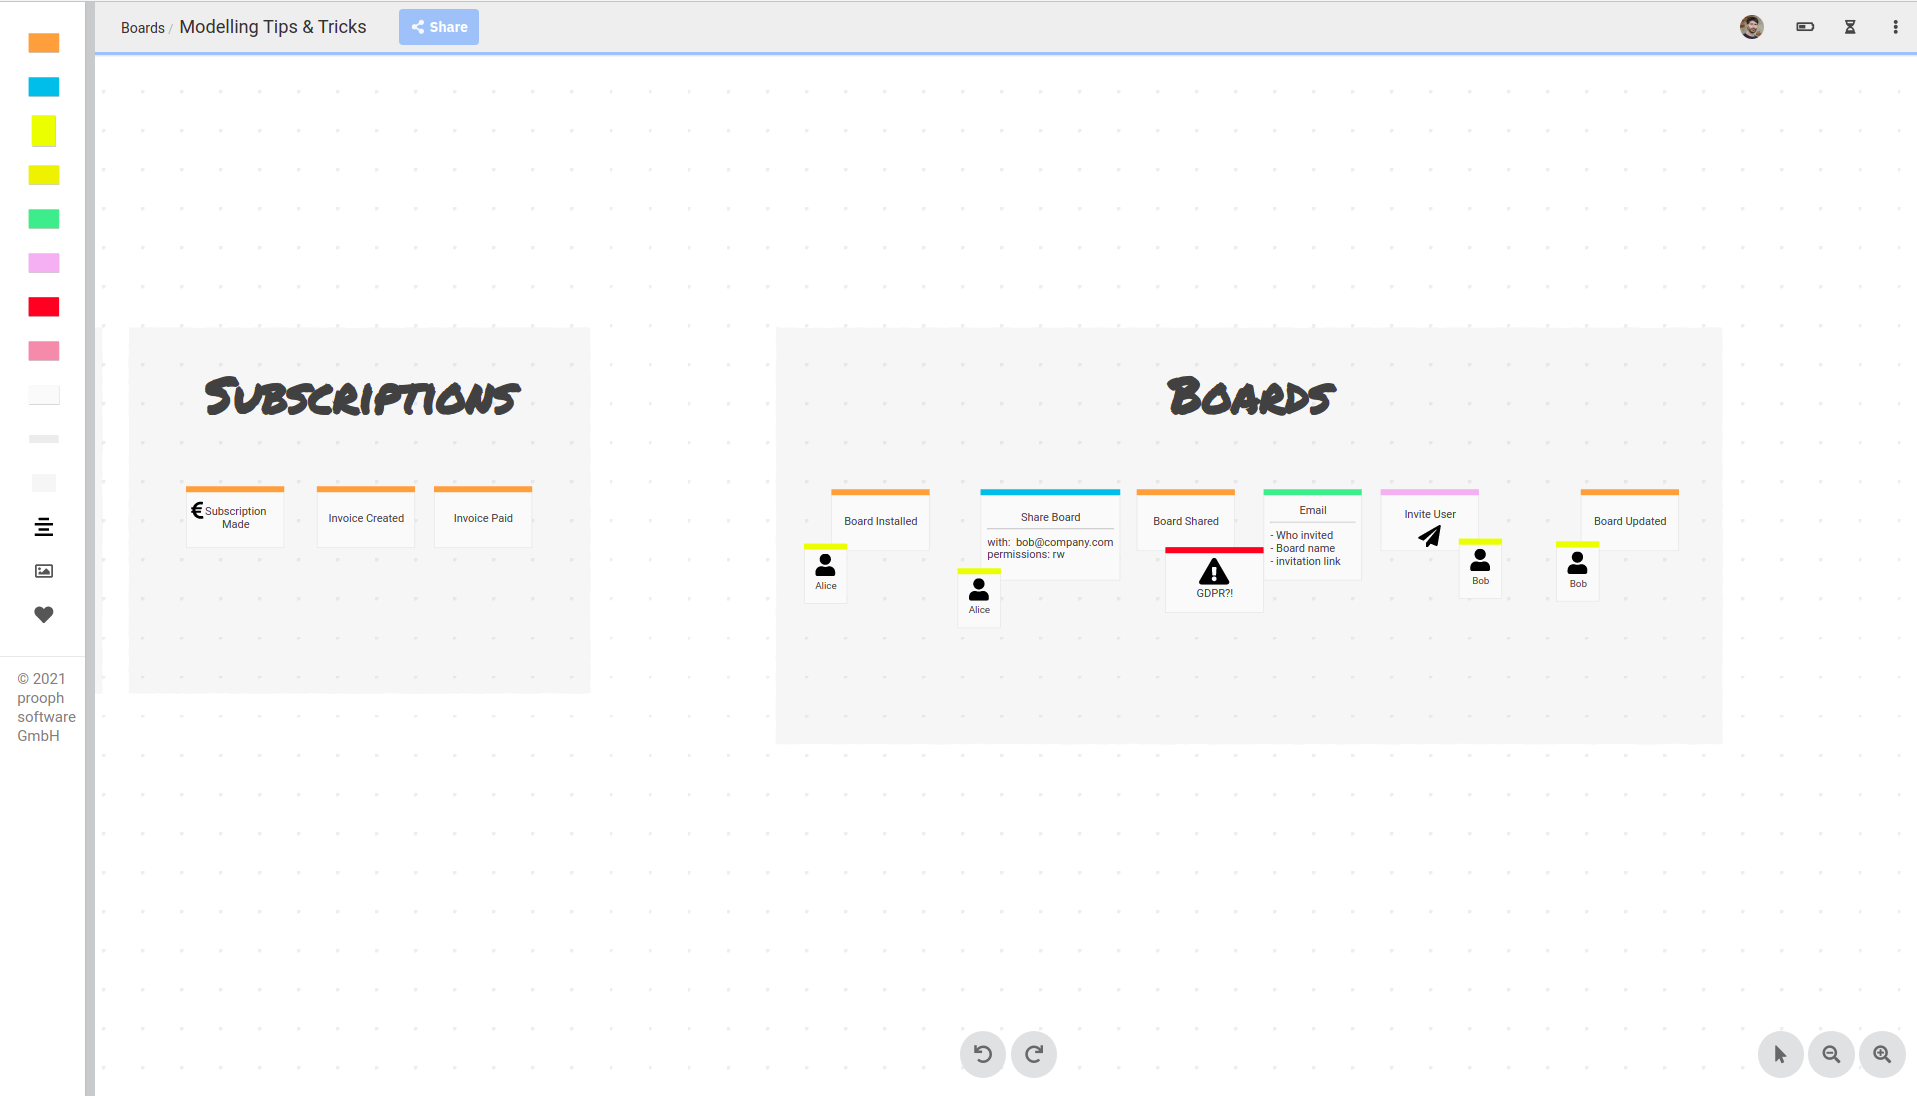 Boards / Modelling Tips & Tricks
Share
© 2021
prooph
software
GmbH
Subscriptions
€ Subscription
Made
Invoice Created
Invoice Paid
Boards
Board Installed
Alice
Share Board
with: bob@company.com
permissions: rw
Alice
Board Shared
GDPR?!
Email
- Who invited
- Board name
- invitation link
Invite User
Bob
Board Updated
Bob